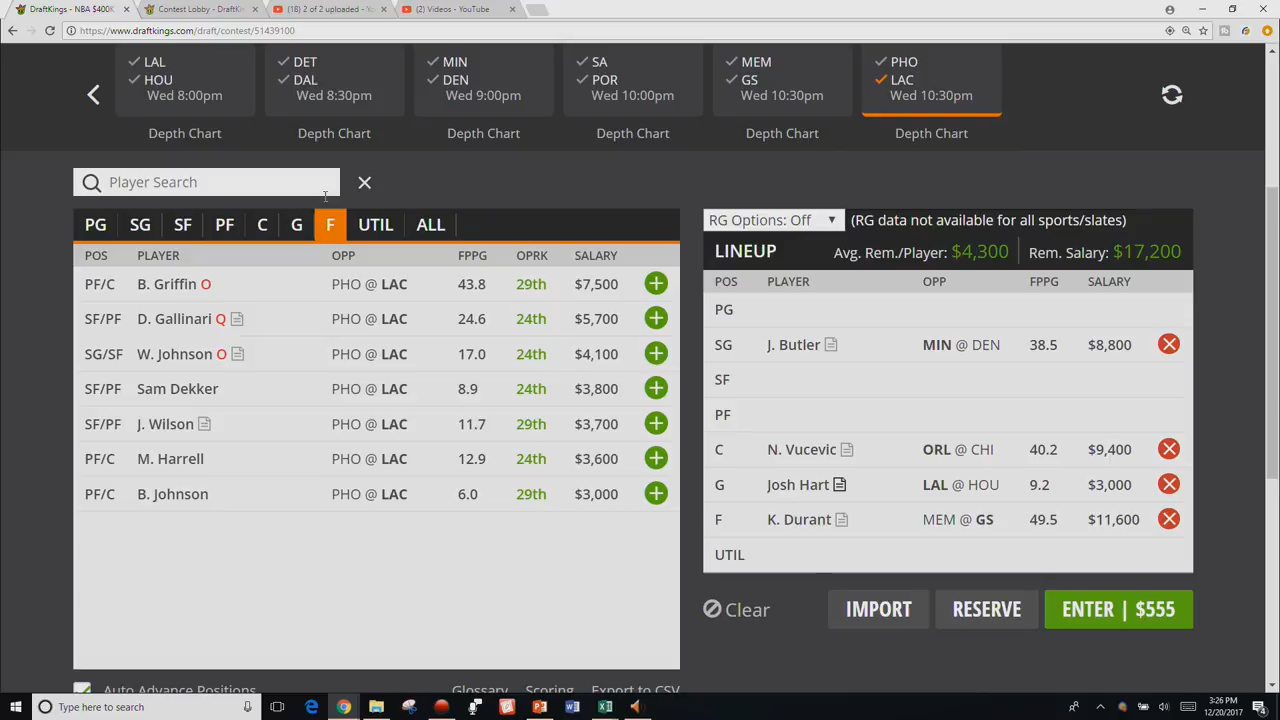 DraftKings - NBA $400K
Contest Lobby - DraftKin
(18) 2 of 2 uploaded - Yo
(2) Videos - YouTube
https://www.draftkings.com/draft/contest/51439100
LAL DET MIN SA MEM PHO
HOU DAL DEN POR GS LAC
Wed 8:00pm Wed 8:30pm Wed 9:00pm Wed 10:00pm Wed 10:30pm Wed 10:30pm
Depth Chart Depth Chart Depth Chart Depth Chart Depth Chart Depth Chart
Player Search
PG SG SF PF C G F UTIL ALL
POS PLAYER OPP FPPG OPRK SALARY
PF/C B. Griffin O PHO @ LAC 43.8 29th $7,500
SF/PF D. Gallinari Q PHO @ LAC 24.6 24th $5,700
SG/SF W. Johnson O PHO @ LAC 17.0 24th $4,100
SF/PF Sam Dekker PHO @ LAC 8.9 24th $3,800
SF/PF J. Wilson PHO @ LAC 11.7 29th $3,700
PF/C M. Harrell PHO @ LAC 12.9 24th $3,600
PF/C B. Johnson PHO @ LAC 6.0 29th $3,000
Auto Advance Positions Glossary Scoring Export to CSV
RG Options: Off (RG data not available for all sports/slates)
LINEUP Avg. Rem./Player: $4,300 Rem. Salary: $17,200
POS PLAYER OPP FPPG SALARY
PG
SG J. Butler MIN @ DEN 38.5 $8,800
SF
PF
C N. Vucevic ORL @ CHI 40.2 $9,400
G Josh Hart LAL @ HOU 9.2 $3,000
F K. Durant MEM @ GS 49.5 $11,600
UTIL
Clear IMPORT RESERVE ENTER | $555
Type here to search
3:26 PM
12/20/2017